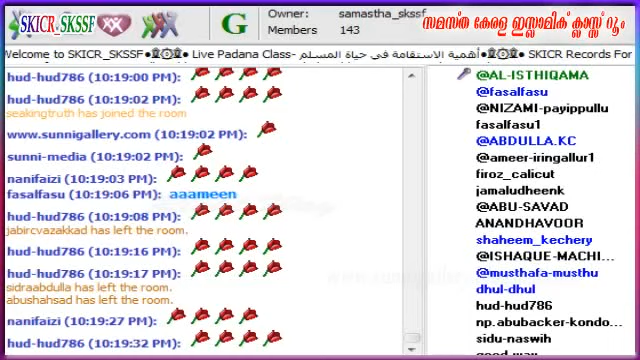 SKICR.SKSSF
G
Owner: samastha_skssf
Members 143
സമസ്ത കേരള ഇസ്ലാമിക് ക്ലാസ്സ് റൂം
Welcome to SKICR_SKSSF Live Padana Class- أهمية الاستقامة في حياة المسلم SKICR Records For
hud-hud786 (10:19:00 PM):
hud-hud786 (10:19:02 PM):
seakingtruth has joined the room
www.sunnigallery.com (10:19:02 PM):
sunni-media (10:19:02 PM):
nanifaizi (10:19:03 PM):
fasalfasu (10:19:06 PM): aaameen
hud-hud786 (10:19:08 PM):
jabircvazakkad has left the room.
hud-hud786 (10:19:16 PM):
hud-hud786 (10:19:17 PM):
sidraabdulla has left the room.
abushahsad has left the room.
nanifaizi (10:19:27 PM):
hud-hud786 (10:19:32 PM):
@AL-ISTHIQAMA
@fasalfasu
@NIZAMI-payippullu
fasalfasu1
@ABDULLA.KC
@ameer-iringallur1
firoz_calicut
jamaludheenk
@ABU-SAVAD
ANANDHAVOOR
shaheem_kechery
@ISHAQUE-MACHI...
@musthafa-musthu
dhul-dhul
hud-hud786
np.abubacker-kondo...
sidu-naswih